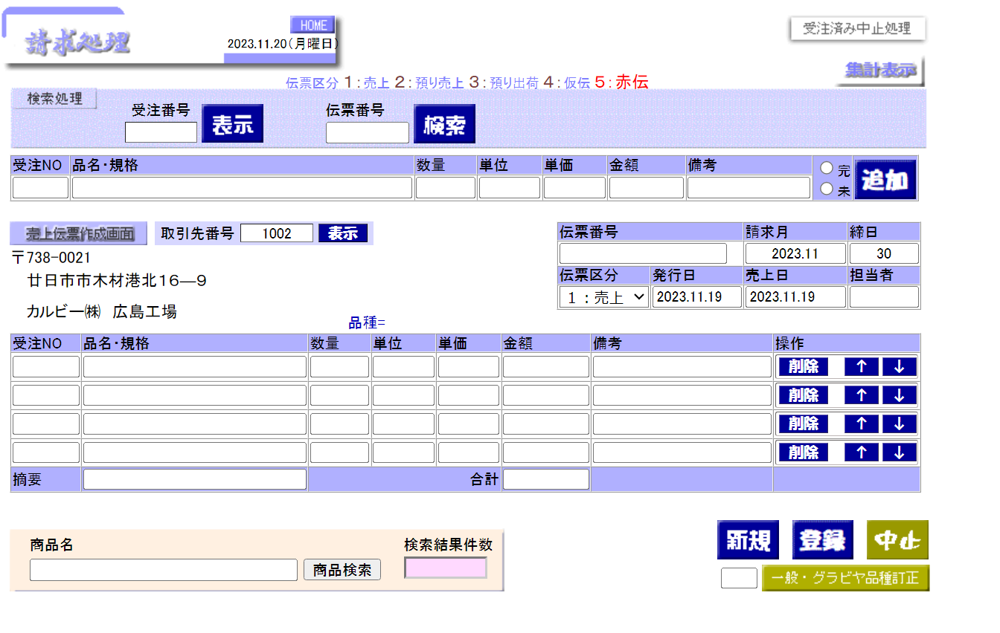 請求処理
HOME
2023.11.20(月曜日)
受注済み中止処理
集計表示
伝票区分 1：売上 2：預り売上 3：預り出荷 4：仮伝 5：赤伝
検索処理
受注番号 表示 伝票番号 検索
受注NO 品名・規格 数量 単位 単価 金額 備考 完 未 追加
売上伝票作成画面 取引先番号 1002 表示
〒738-0021
廿日市市木材港北16―9
カルビー㈱ 広島工場
伝票番号 請求月 締日
2023.11 30
伝票区分 発行日 売上日 担当者
1：売上 2023.11.19 2023.11.19
品種=
受注NO 品名・規格 数量 単位 単価 金額 備考 操作
削除 ↑ ↓
削除 ↑ ↓
削除 ↑ ↓
削除 ↑ ↓
摘要 合計
商品名 検索結果件数
商品検索
新規 登録 中止
一般・グラビヤ品種訂正